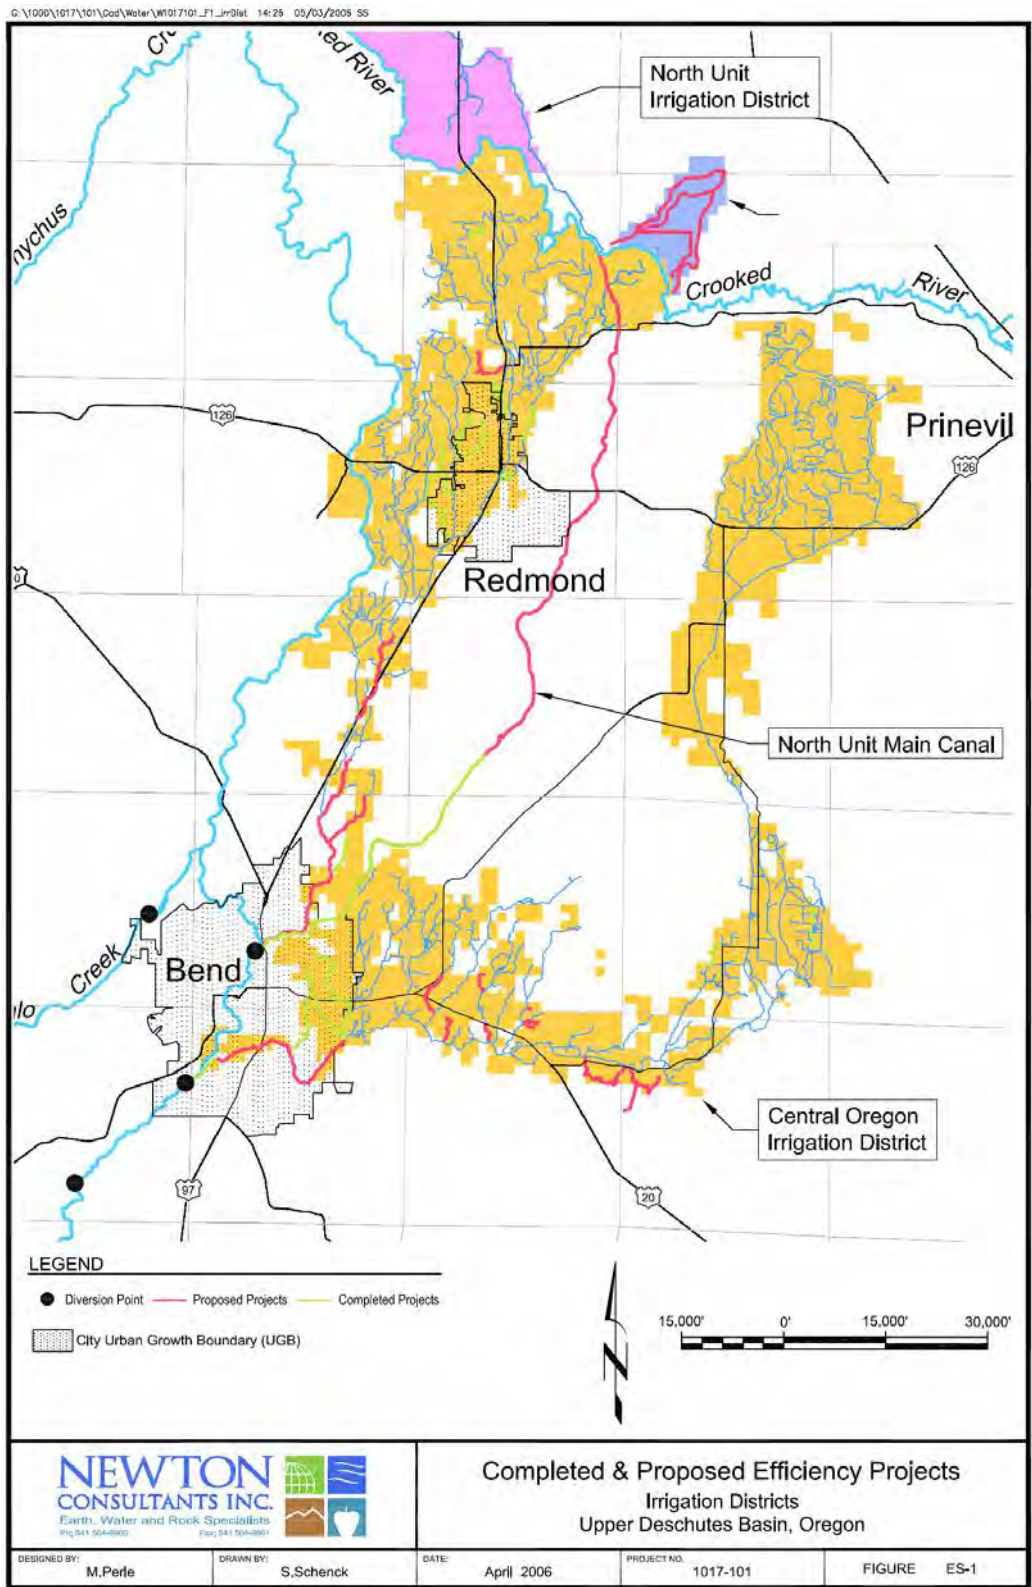 G:\1000\1017\101\Cad\Water\W1017101_F1_IrrDist 14:25 05/03/2006 SS
North Unit
Irrigation District
River
nychus
Crooked
River
126
Prinevil
126
Redmond
North Unit Main Canal
Bend
Creek
Central Oregon
Irrigation District
97
20
LEGEND
Diversion Point Proposed Projects Completed Projects
City Urban Growth Boundary (UGB)
15,000' 0' 15,000' 30,000'
N
NEWTON
CONSULTANTS INC.
Earth, Water and Rock Specialists
Completed & Proposed Efficiency Projects
Irrigation Districts
Upper Deschutes Basin, Oregon
DESIGNED BY: M.Perle
DRAWN BY: S.Schenck
DATE: April 2006
PROJECT NO. 1017-101
FIGURE ES-1